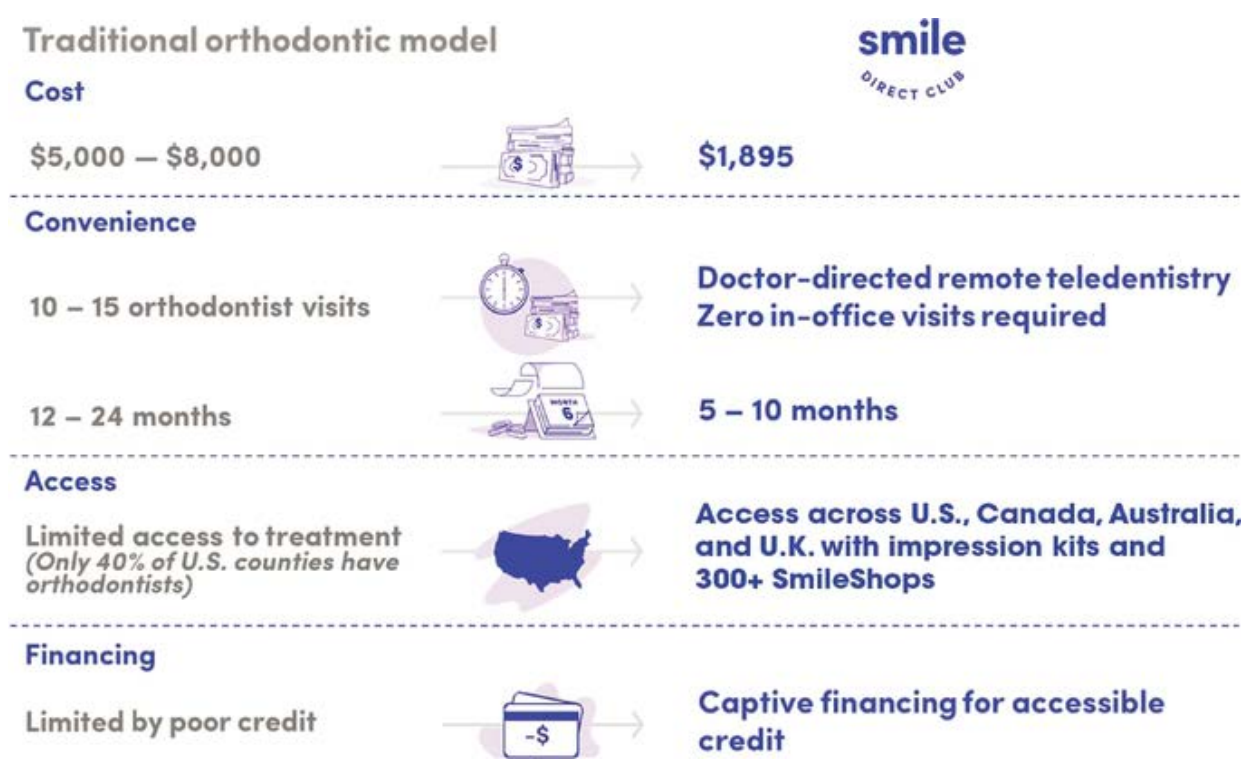 Traditional orthodontic model
smile
DIRECT CLUB
Cost
$5,000 — $8,000
$
$1,895
Convenience
10 – 15 orthodontist visits
$
Doctor-directed remote teledentistry
Zero in-office visits required
12 – 24 months
MONTH
6
5 – 10 months
Access
Limited access to treatment
(Only 40% of U.S. counties have
orthodontists)
Access across U.S., Canada, Australia,
and U.K. with impression kits and
300+ SmileShops
Financing
Limited by poor credit
-$
Captive financing for accessible
credit